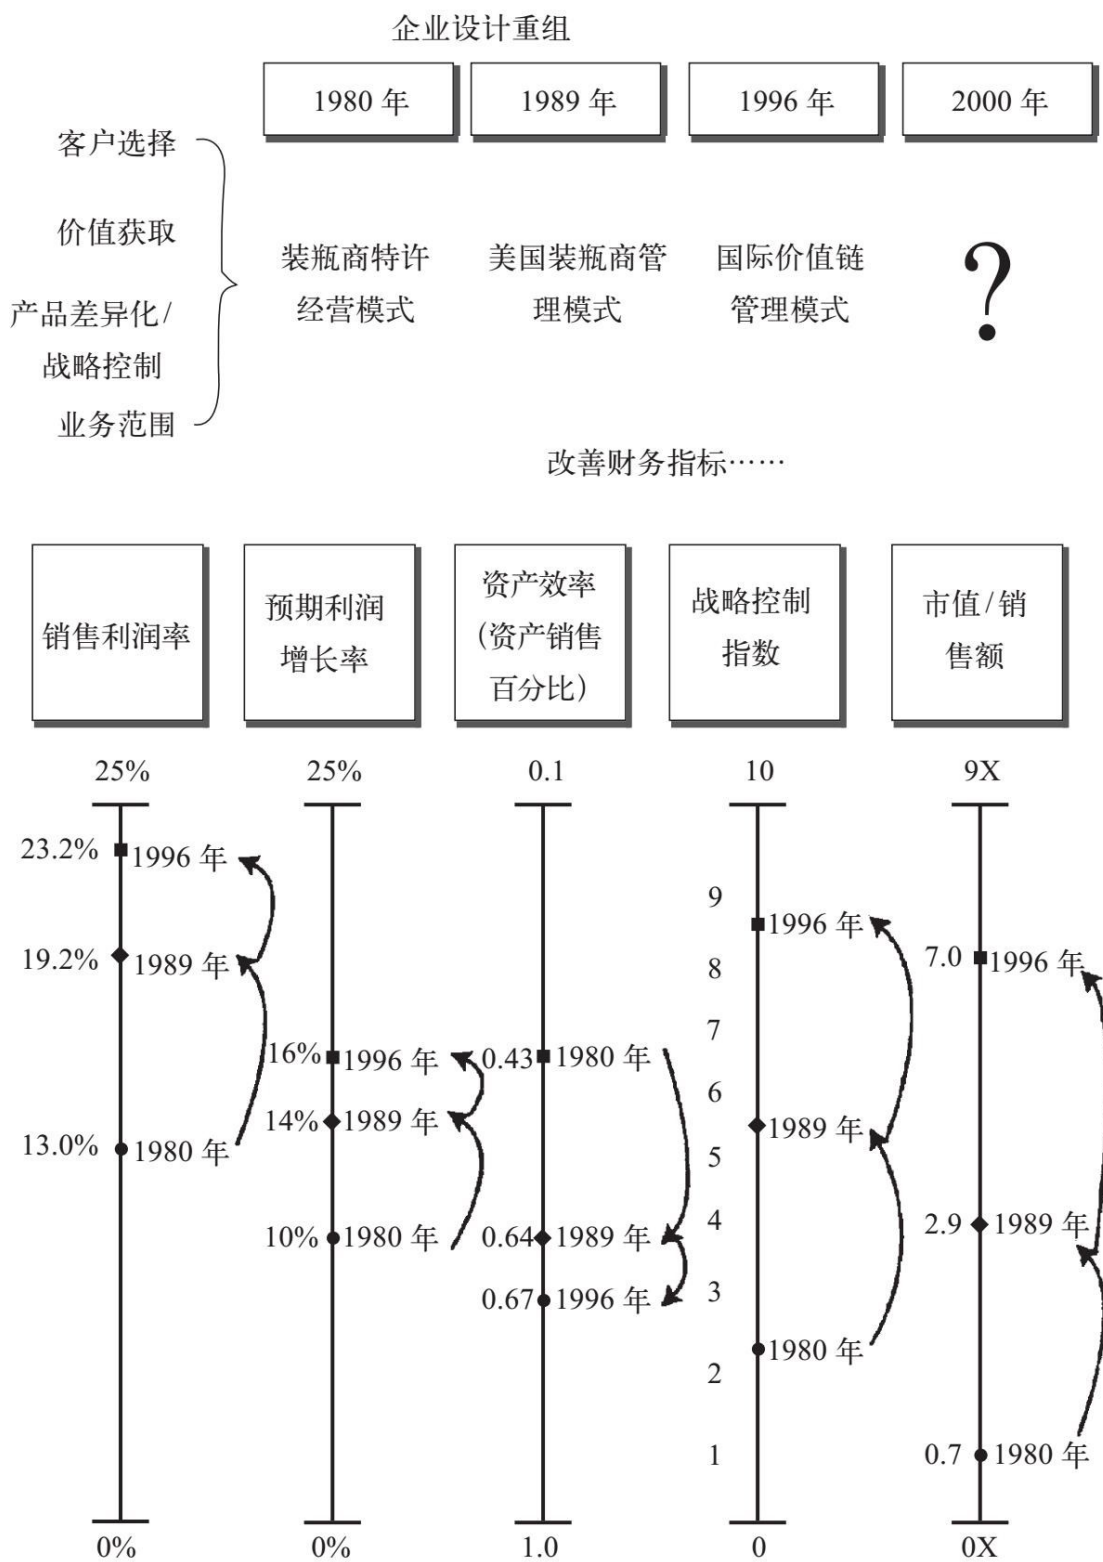 企业设计重组
1980 年
1989 年
1996 年
2000 年
客户选择
价值获取
产品差异化/
战略控制
业务范围
装瓶商特许
经营模式
美国装瓶商管
理模式
国际价值链
管理模式
?
改善财务指标……
销售利润率
预期利润
增长率
资产效率
(资产销售
百分比)
战略控制
指数
市值/销
售额
25%
23.2%
1996 年
19.2%
1989 年
13.0%
1980 年
0%
25%
16%
1996 年
14%
1989 年
10%
1980 年
0%
0.1
0.43
1980 年
0.64
1989 年
0.67
1996 年
1.0
10
9
1996 年
8
7
6
1989 年
5
4
3
1980 年
2
1
0
9X
7.0
1996 年
2.9
1989 年
0.7
1980 年
0X